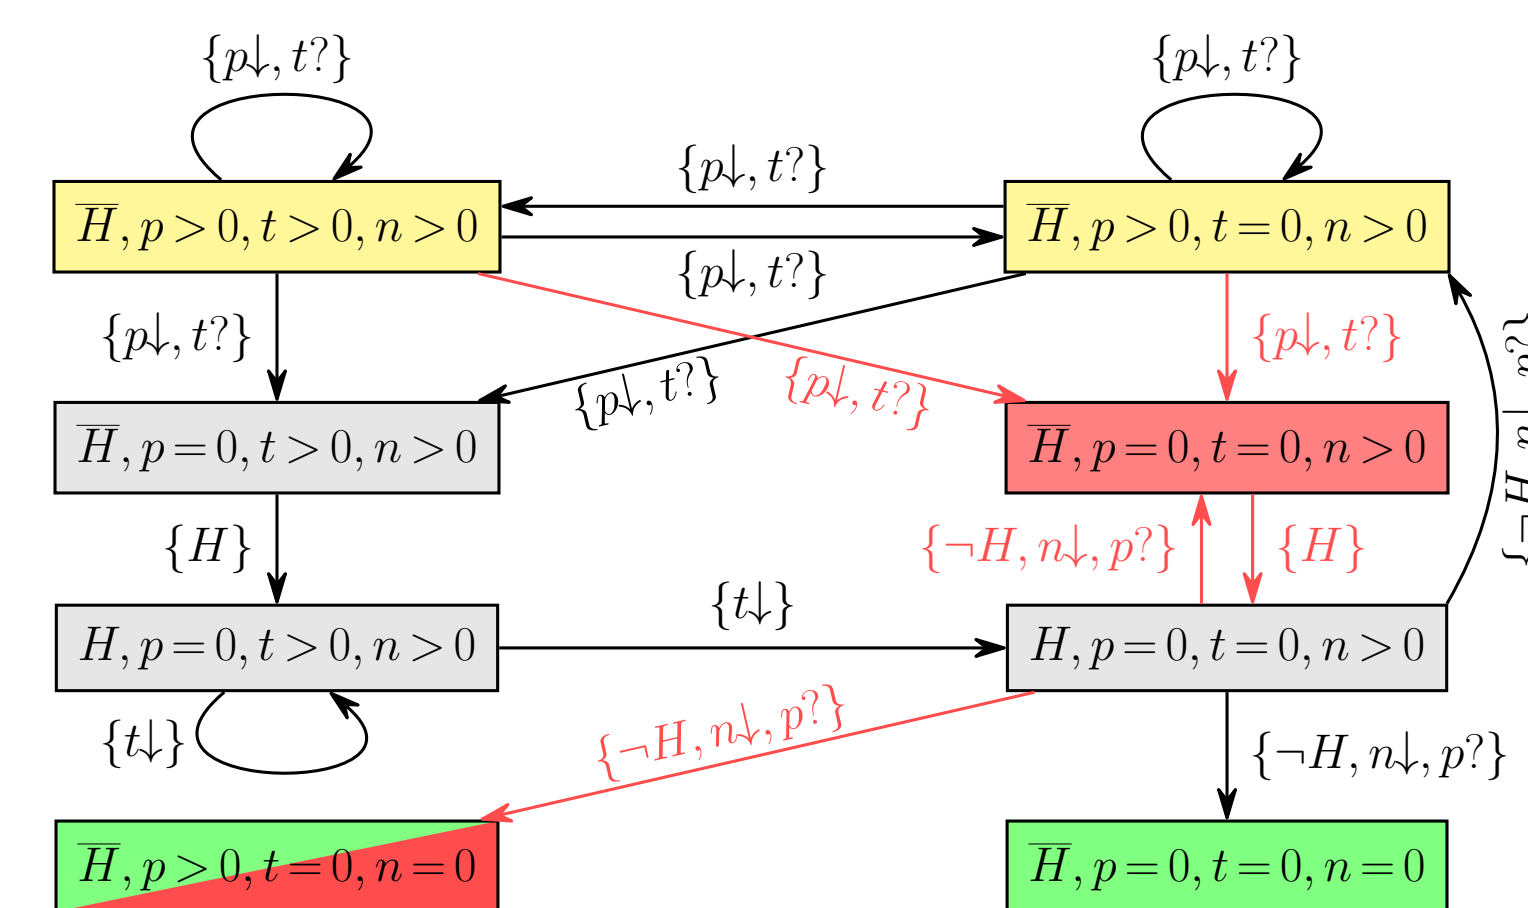 {p↓, t?}
{p↓, t?}
{p↓, t?}
H̅, p > 0, t > 0, n > 0
H̅, p > 0, t = 0, n > 0
{p↓, t?}
{p↓, t?}
{p↓, t?}
{p↓, t?}
{p↓, t?}
H̅, p = 0, t > 0, n > 0
H̅, p = 0, t = 0, n > 0
{H}
{¬H, n↓, p?}
{H}
{t↓}
H, p = 0, t > 0, n > 0
H, p = 0, t = 0, n > 0
{t↓}
{¬H, n↓, p?}
{¬H, n↓, p?}
H̅, p > 0, t = 0, n = 0
H̅, p = 0, t = 0, n = 0